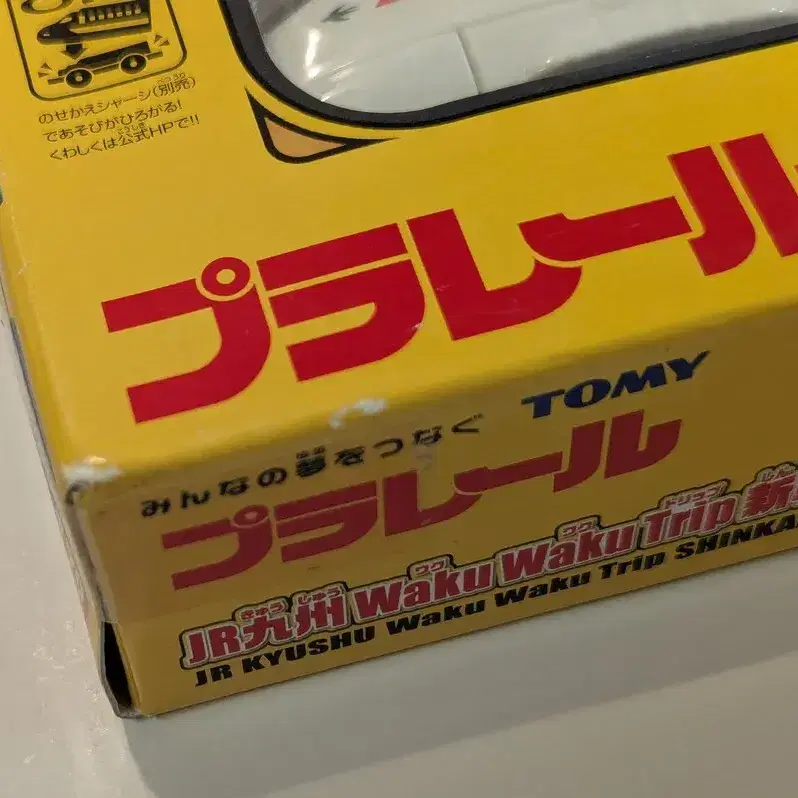 のせかえシャーシ(別売)
であそびがひろがる!
くわしくは公式HPで!!
プラレール
TOMY
みんなの夢をつなぐ
プラレール
JR九州 Waku Waku Trip 新
JR KYUSHU Waku Waku Trip SHINKA